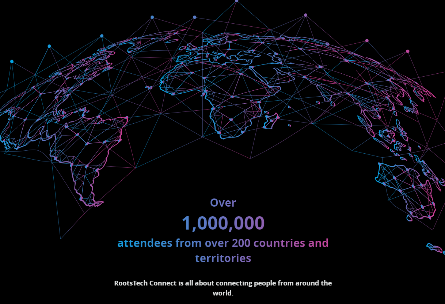 Over
1,000,000
attendees from over 200 countries and
territories
RootsTech Connect is all about connecting people from around the
world.